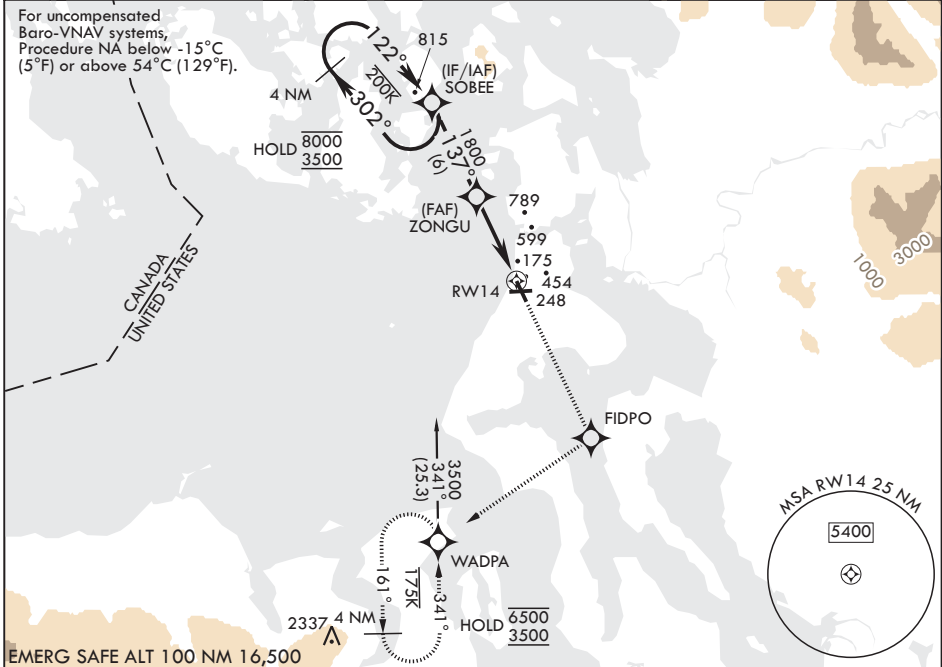 For uncompensated
Baro-VNAV systems,
Procedure NA below -15°C
(5°F) or above 54°C (129°F).
122°
815
200K
(IF/IAF)
SOBEE
4 NM
302°
HOLD 8000
3500
1800
137°
(6)
(FAF)
ZONGU
789
599
175
454
RW14
248
1000
3000
CANADA
UNITED STATES
FIDPO
3500
341°
(25.3)
MSA RW14 25 NM
5400
WADPA
161°
175K
341°
HOLD 6500
3500
2337
4 NM
EMERG SAFE ALT 100 NM 16,500